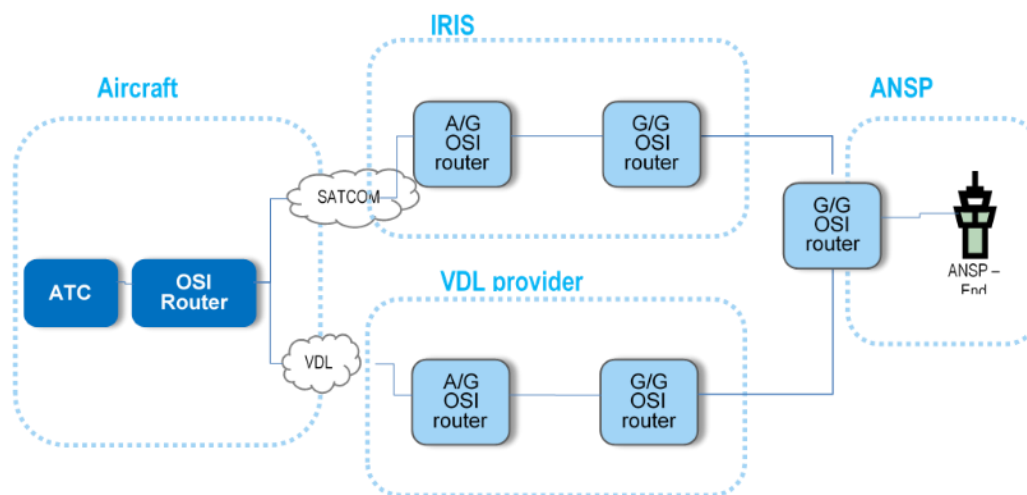 IRIS
Aircraft
ANSP
A/G
OSI
router
G/G
OSI
router
SATCOM
G/G
OSI
router
ATC
OSI
Router
ANSP –
End
VDL provider
VDL
A/G
OSI
router
G/G
OSI
router